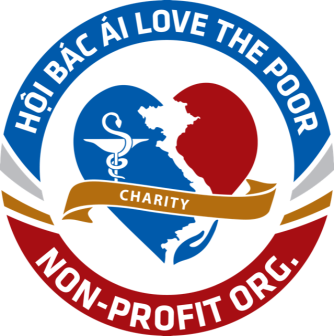 HỘI BÁC ÁI LOVE THE POOR
CHARITY
NON-PROFIT ORG.